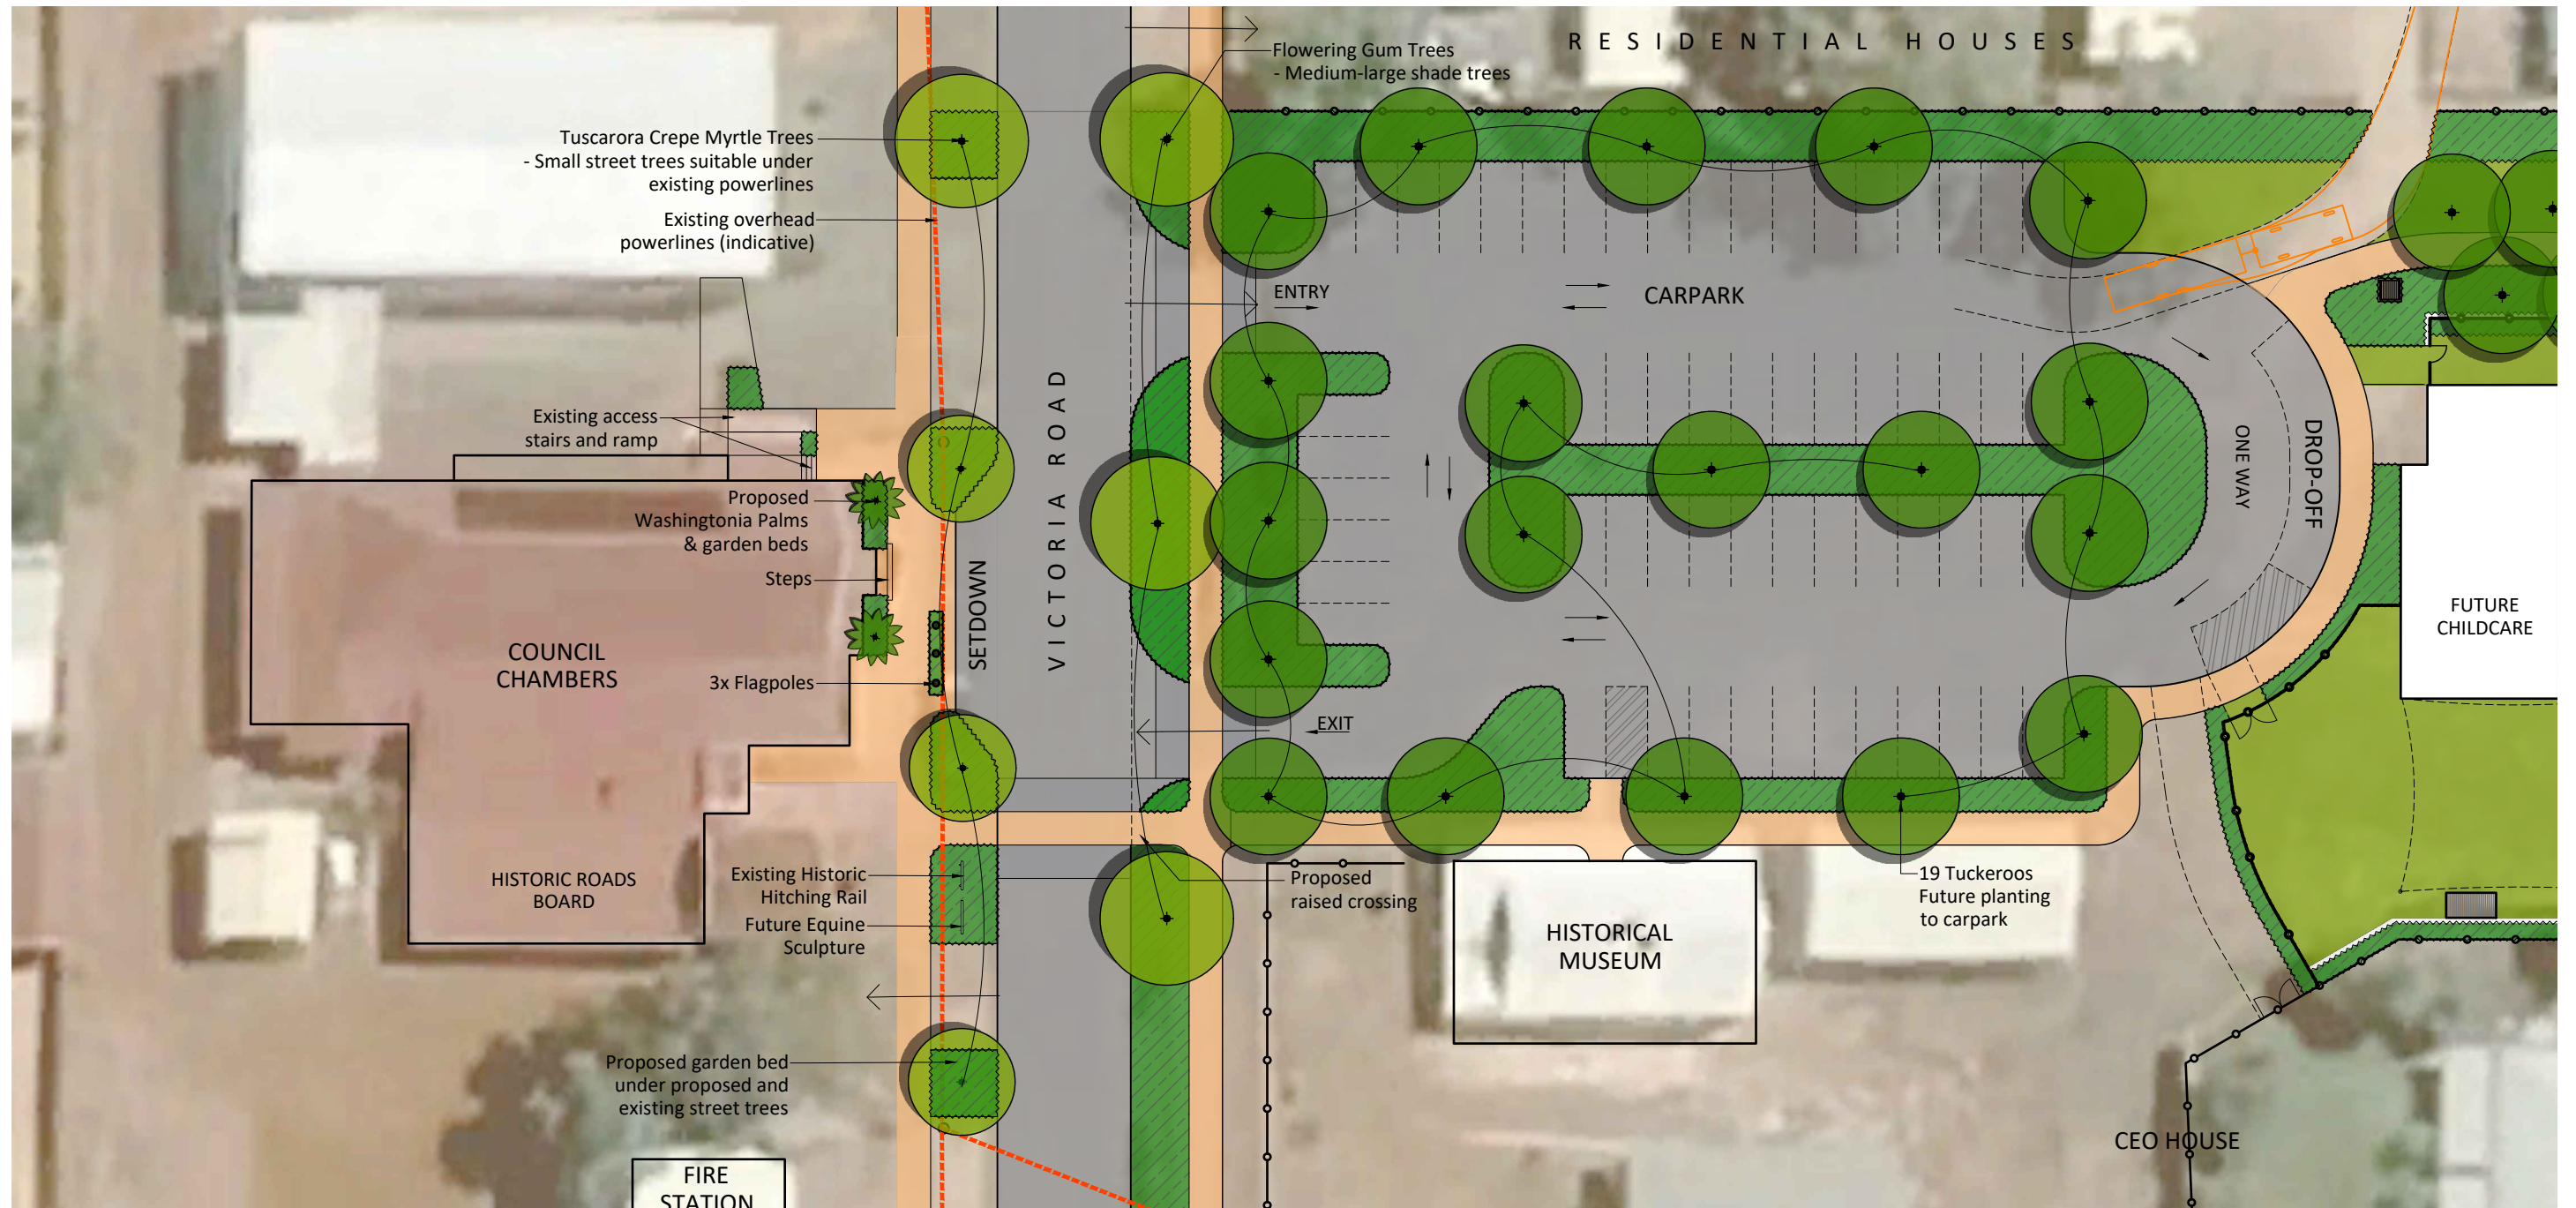 RESIDENTIAL HOUSES
Flowering Gum Trees
- Medium-large shade trees
Tuscarora Crepe Myrtle Trees
- Small street trees suitable under
existing powerlines
Existing overhead
powerlines (indicative)
ENTRY
CARPARK
Existing access
stairs and ramp
VICTORIA ROAD
ONE WAY
DROP-OFF
Proposed
Washingtonia Palms
& garden beds
Steps
SETDOWN
COUNCIL
CHAMBERS
3x Flagpoles
EXIT
FUTURE
CHILDCARE
HISTORIC ROADS
BOARD
Existing Historic
Hitching Rail
Future Equine
Sculpture
Proposed
raised crossing
19 Tuckeroos
Future planting
to carpark
HISTORICAL
MUSEUM
Proposed garden bed
under proposed and
existing street trees
CEO HOUSE
FIRE
STATION